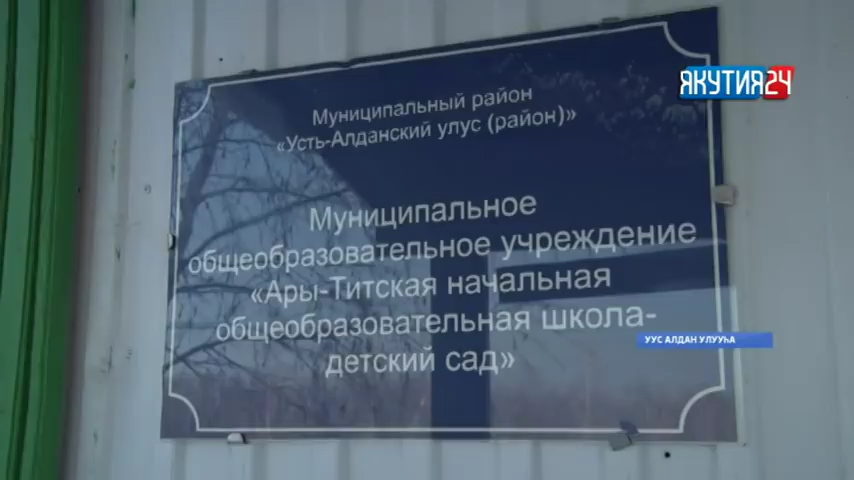 ЯКУТИЯ24
Муниципальный район
«Усть-Алданский улус (район)»
Муниципальное
общеобразовательное учреждение
«Ары-Титская начальная
общеобразовательная школа-
детский сад»
УУС АЛДАН УЛУУҺА